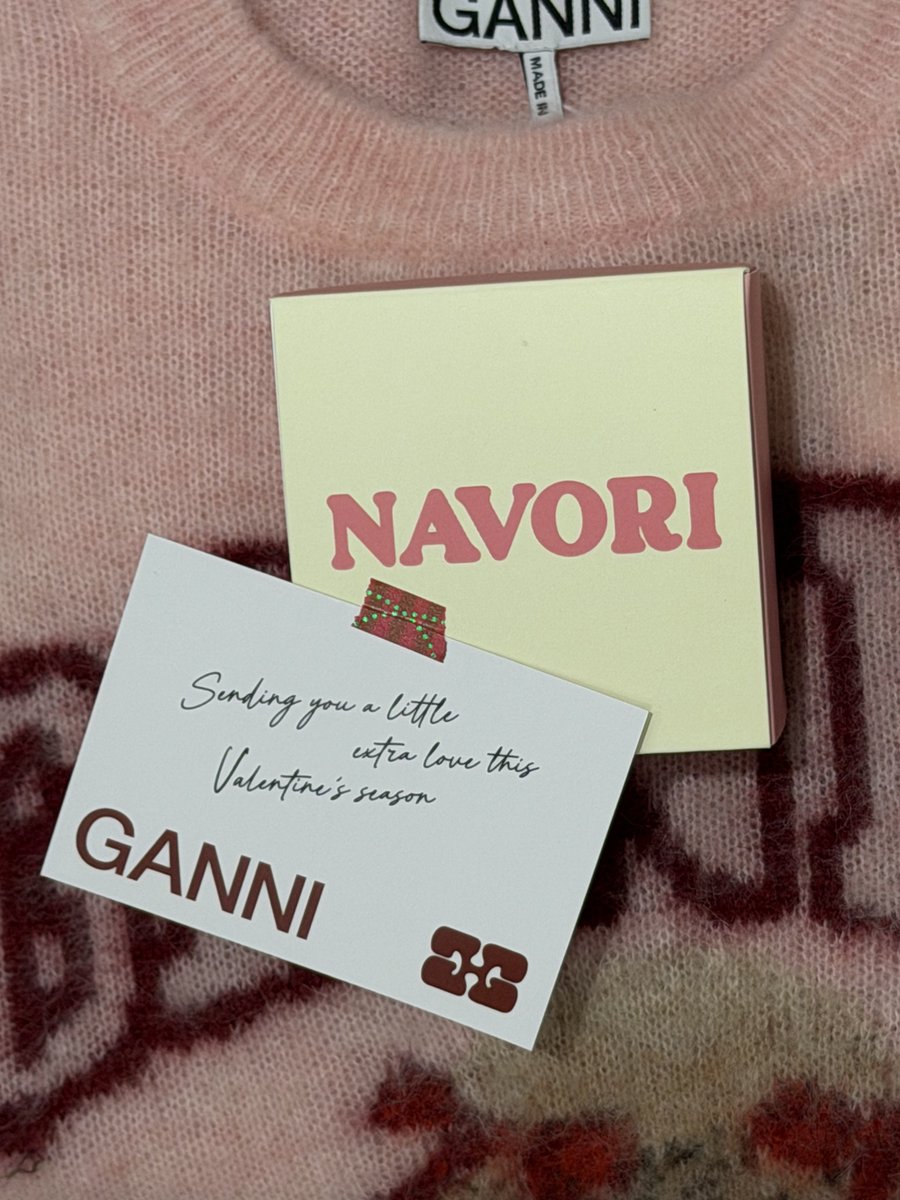 GANNI
MADE IN
NAVORI
Sending you a little
extra love this
Valentine's season
GANNI